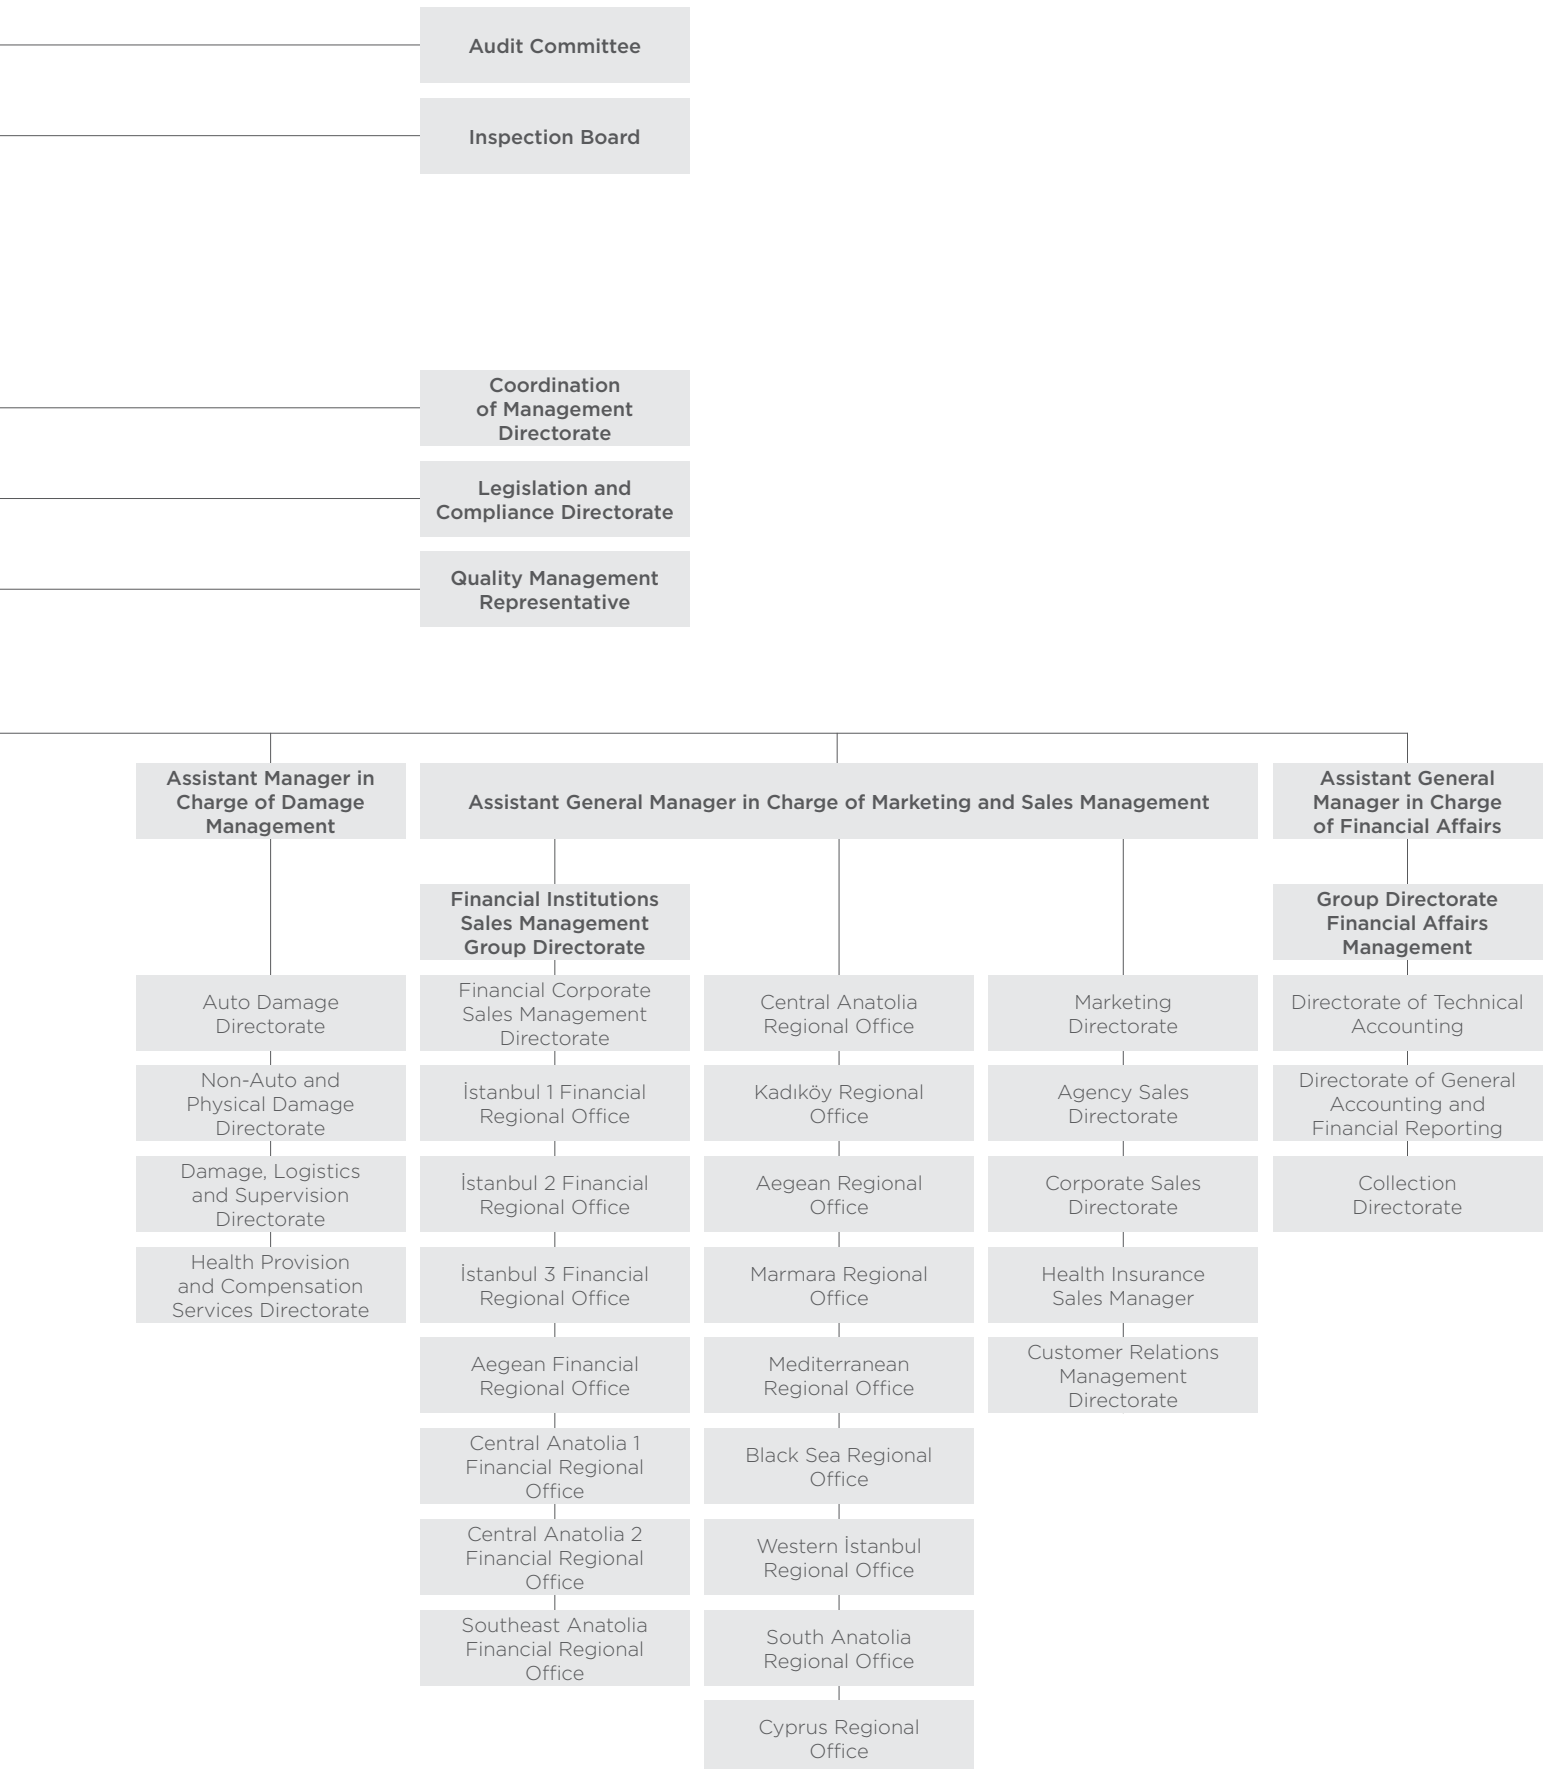 Audit Committee
Inspection Board
Coordination
of Management
Directorate
Legislation and
Compliance Directorate
Quality Management
Representative
Assistant Manager in
Charge of Damage
Management
Assistant General Manager in Charge of Marketing and Sales Management
Assistant General
Manager in Charge
of Financial Affairs
Financial Institutions
Sales Management
Group Directorate
Group Directorate
Financial Affairs
Management
Auto Damage
Directorate
Non-Auto and
Physical Damage
Directorate
Damage, Logistics
and Supervision
Directorate
Health Provision
and Compensation
Services Directorate
Financial Corporate
Sales Management
Directorate
İstanbul 1 Financial
Regional Office
İstanbul 2 Financial
Regional Office
İstanbul 3 Financial
Regional Office
Aegean Financial
Regional Office
Central Anatolia 1
Financial Regional
Office
Central Anatolia 2
Financial Regional
Office
Southeast Anatolia
Financial Regional
Office
Central Anatolia
Regional Office
Kadıköy Regional
Office
Aegean Regional
Office
Marmara Regional
Office
Mediterranean
Regional Office
Black Sea Regional
Office
Western İstanbul
Regional Office
South Anatolia
Regional Office
Cyprus Regional
Office
Marketing
Directorate
Agency Sales
Directorate
Corporate Sales
Directorate
Health Insurance
Sales Manager
Customer Relations
Management
Directorate
Directorate of Technical
Accounting
Directorate of General
Accounting and
Financial Reporting
Collection
Directorate